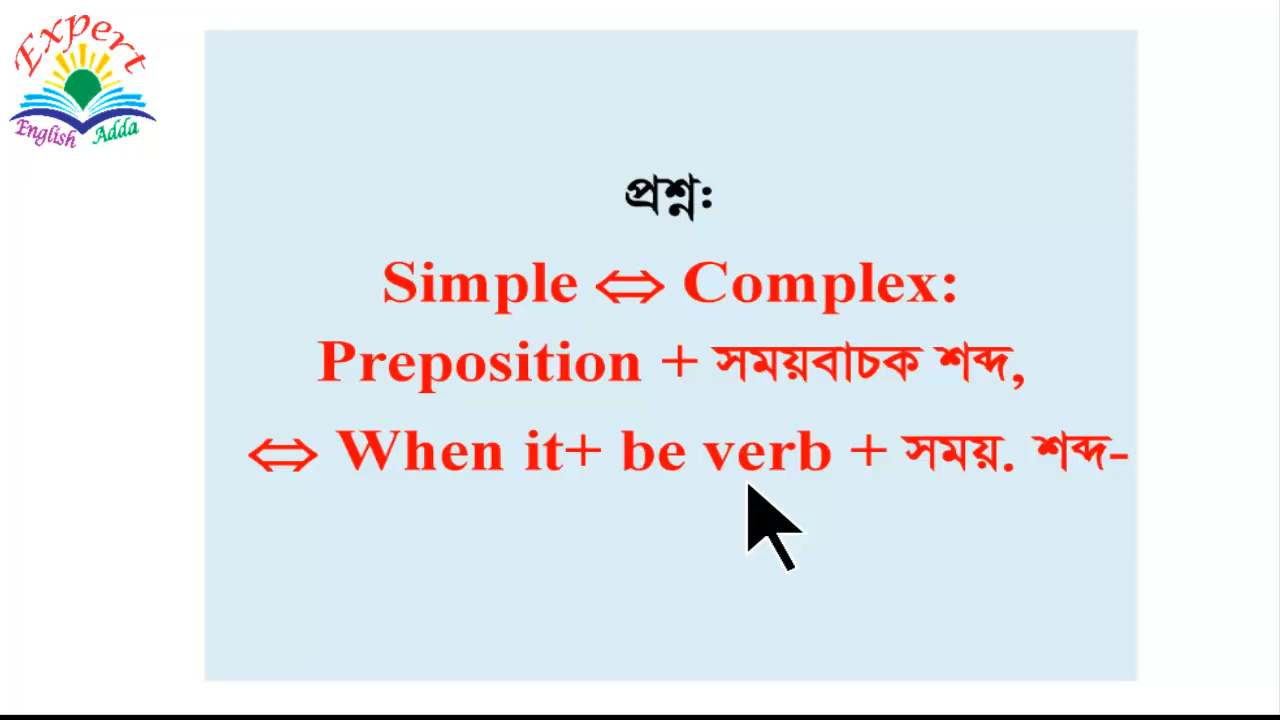 Expert
English Adda
প্রশ্নঃ
Simple ⇔ Complex:
Preposition + সময়বাচক শব্দ,
⇔ When it+ be verb + সময়. শব্দ-